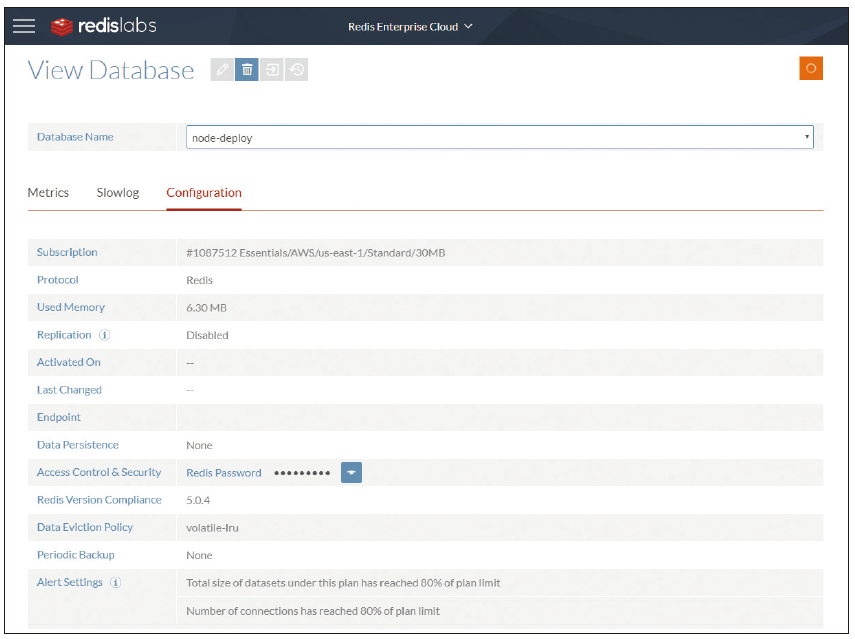 redislabs Redis Enterprise Cloud
View Database
Database Name node-deploy
Metrics Slowlog Configuration
Subscription #1087512 Essentials/AWS/us-east-1/Standard/30MB
Protocol Redis
Used Memory 6.30 MB
Replication Disabled
Activated On --
Last Changed --
Endpoint
Data Persistence None
Access Control & Security Redis Password •••••••••
Redis Version Compliance 5.0.4
Data Eviction Policy volatile-lru
Periodic Backup None
Alert Settings Total size of datasets under this plan has reached 80% of plan limit
Number of connections has reached 80% of plan limit